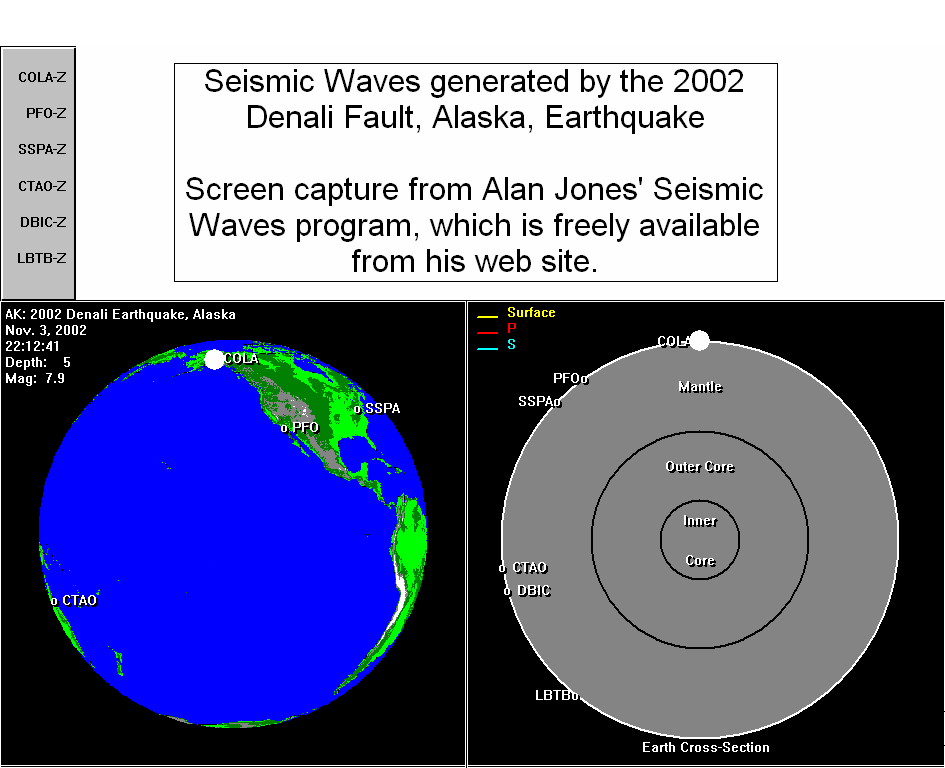 COLA-Z
PFO-Z
SSPA-Z
CTAO-Z
DBIC-Z
LBTB-Z
Seismic Waves generated by the 2002
Denali Fault, Alaska, Earthquake
Screen capture from Alan Jones' Seismic
Waves program, which is freely available
from his web site.
AK: 2002 Denali Earthquake, Alaska
Nov. 3, 2002
22:12:41
Depth: 5
Mag: 7.9
COLA
SSPA
PFO
CTAO
Surface
P
S
COLA
PFO
SSPA
Mantle
Outer Core
Inner
Core
CTAO
DBIC
LBTB
Earth Cross-Section